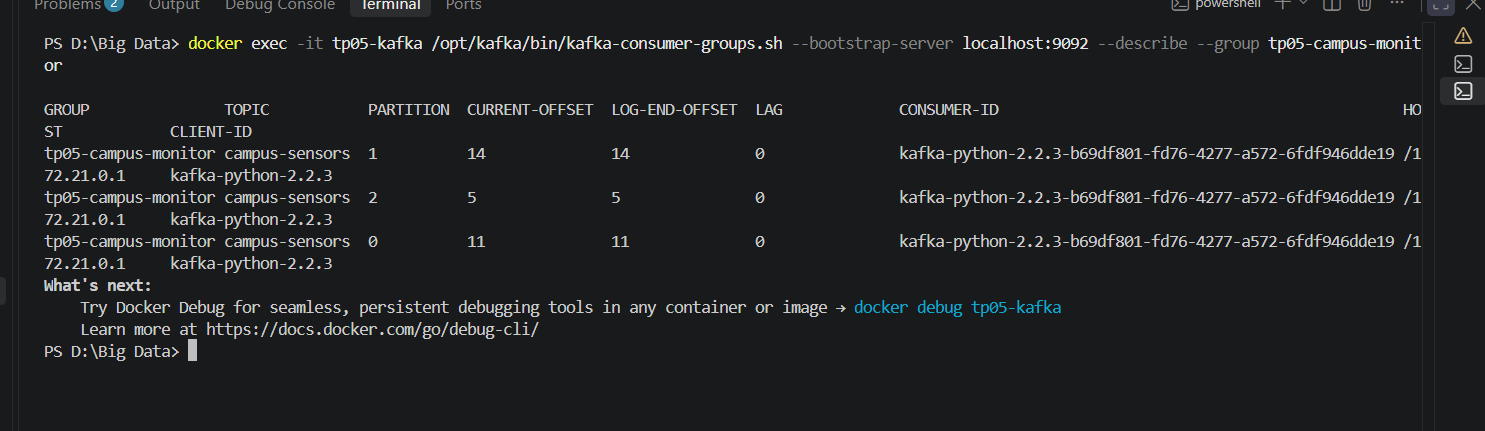 Problems 2 Output Debug Console Terminal Ports powershell
PS D:\Big Data> docker exec -it tp05-kafka /opt/kafka/bin/kafka-consumer-groups.sh --bootstrap-server localhost:9092 --describe --group tp05-campus-monit
or
GROUP TOPIC PARTITION CURRENT-OFFSET LOG-END-OFFSET LAG CONSUMER-ID HO
ST CLIENT-ID
tp05-campus-monitor campus-sensors 1 14 14 0 kafka-python-2.2.3-b69df801-fd76-4277-a572-6fdf946dde19 /1
72.21.0.1 kafka-python-2.2.3
tp05-campus-monitor campus-sensors 2 5 5 0 kafka-python-2.2.3-b69df801-fd76-4277-a572-6fdf946dde19 /1
72.21.0.1 kafka-python-2.2.3
tp05-campus-monitor campus-sensors 0 11 11 0 kafka-python-2.2.3-b69df801-fd76-4277-a572-6fdf946dde19 /1
72.21.0.1 kafka-python-2.2.3
What's next:
Try Docker Debug for seamless, persistent debugging tools in any container or image → docker debug tp05-kafka
Learn more at https://docs.docker.com/go/debug-cli/
PS D:\Big Data>